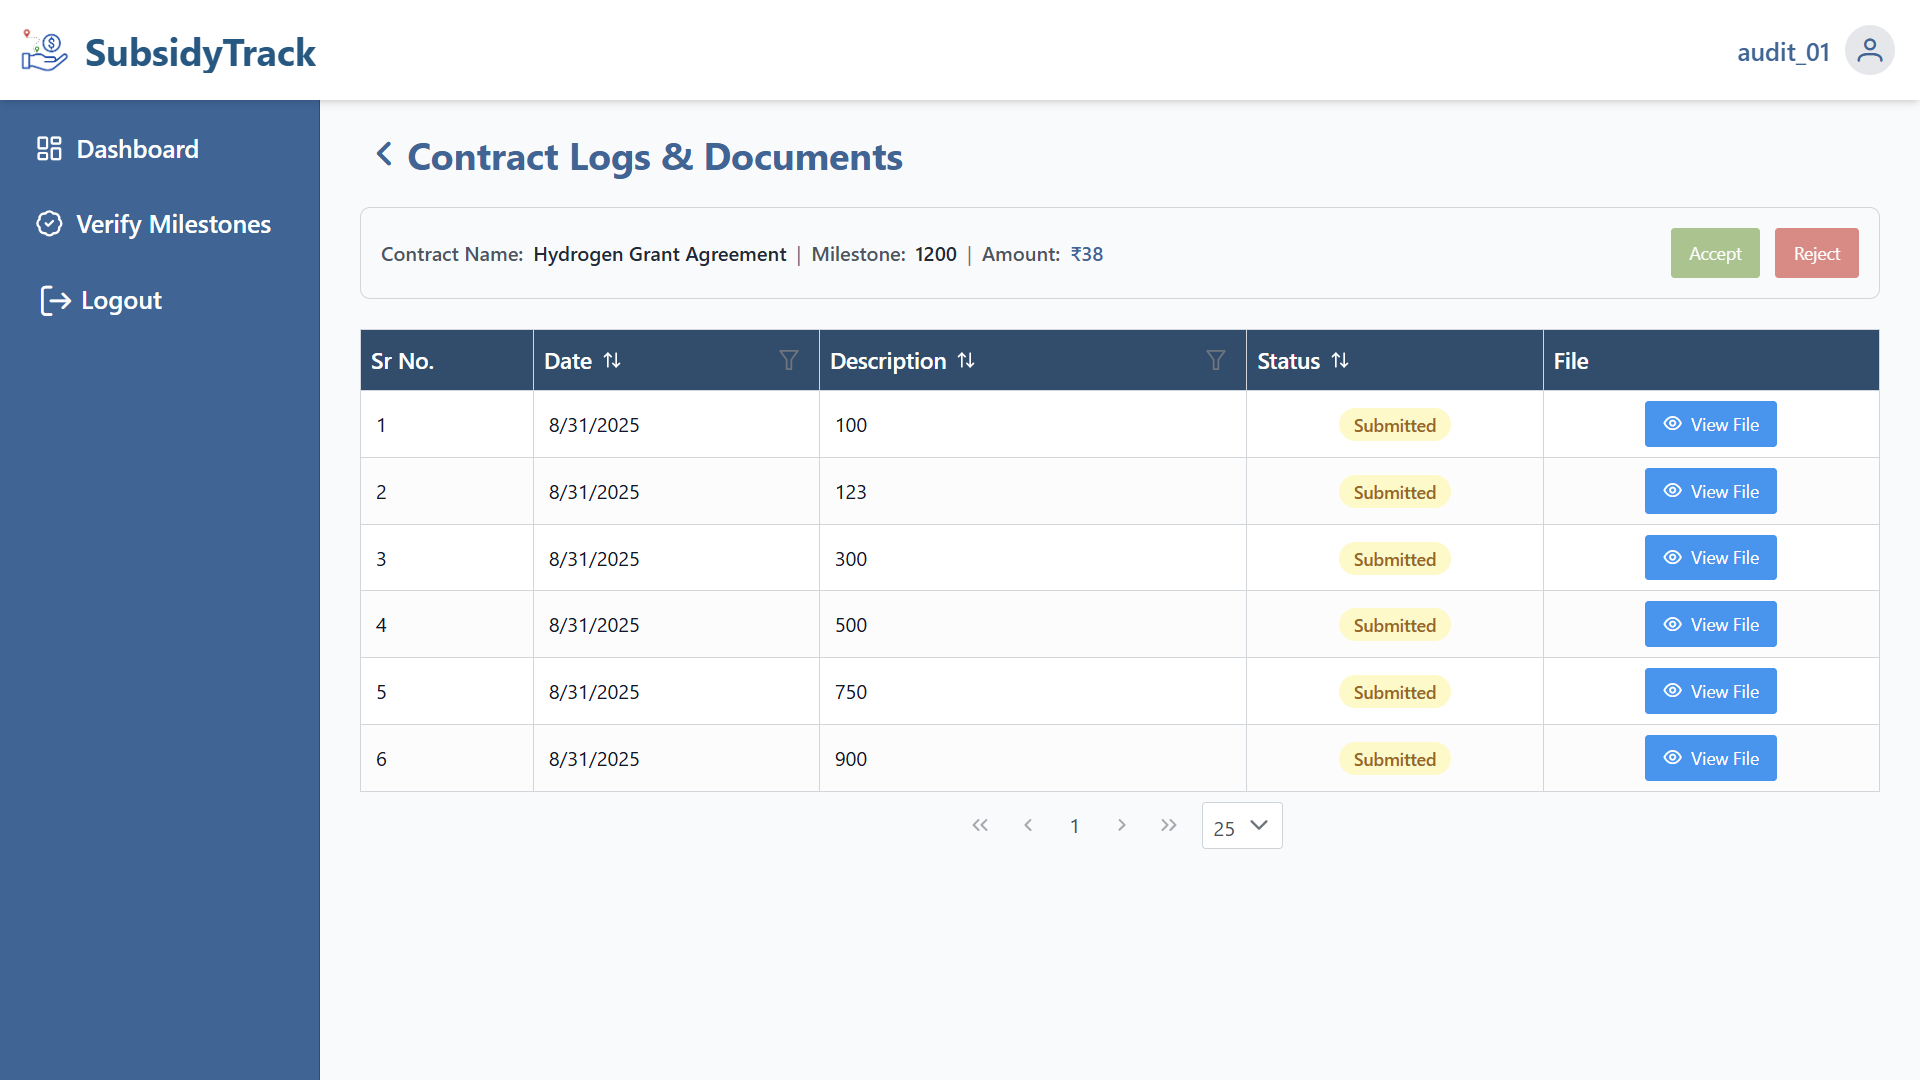 SubsidyTrack
audit_01
Dashboard
Verify Milestones
Logout
Contract Logs & Documents
Contract Name: Hydrogen Grant Agreement | Milestone: 1200 | Amount: ₹38
Accept Reject
Sr No. Date Description Status File
1 8/31/2025 100 Submitted View File
2 8/31/2025 123 Submitted View File
3 8/31/2025 300 Submitted View File
4 8/31/2025 500 Submitted View File
5 8/31/2025 750 Submitted View File
6 8/31/2025 900 Submitted View File
1 25